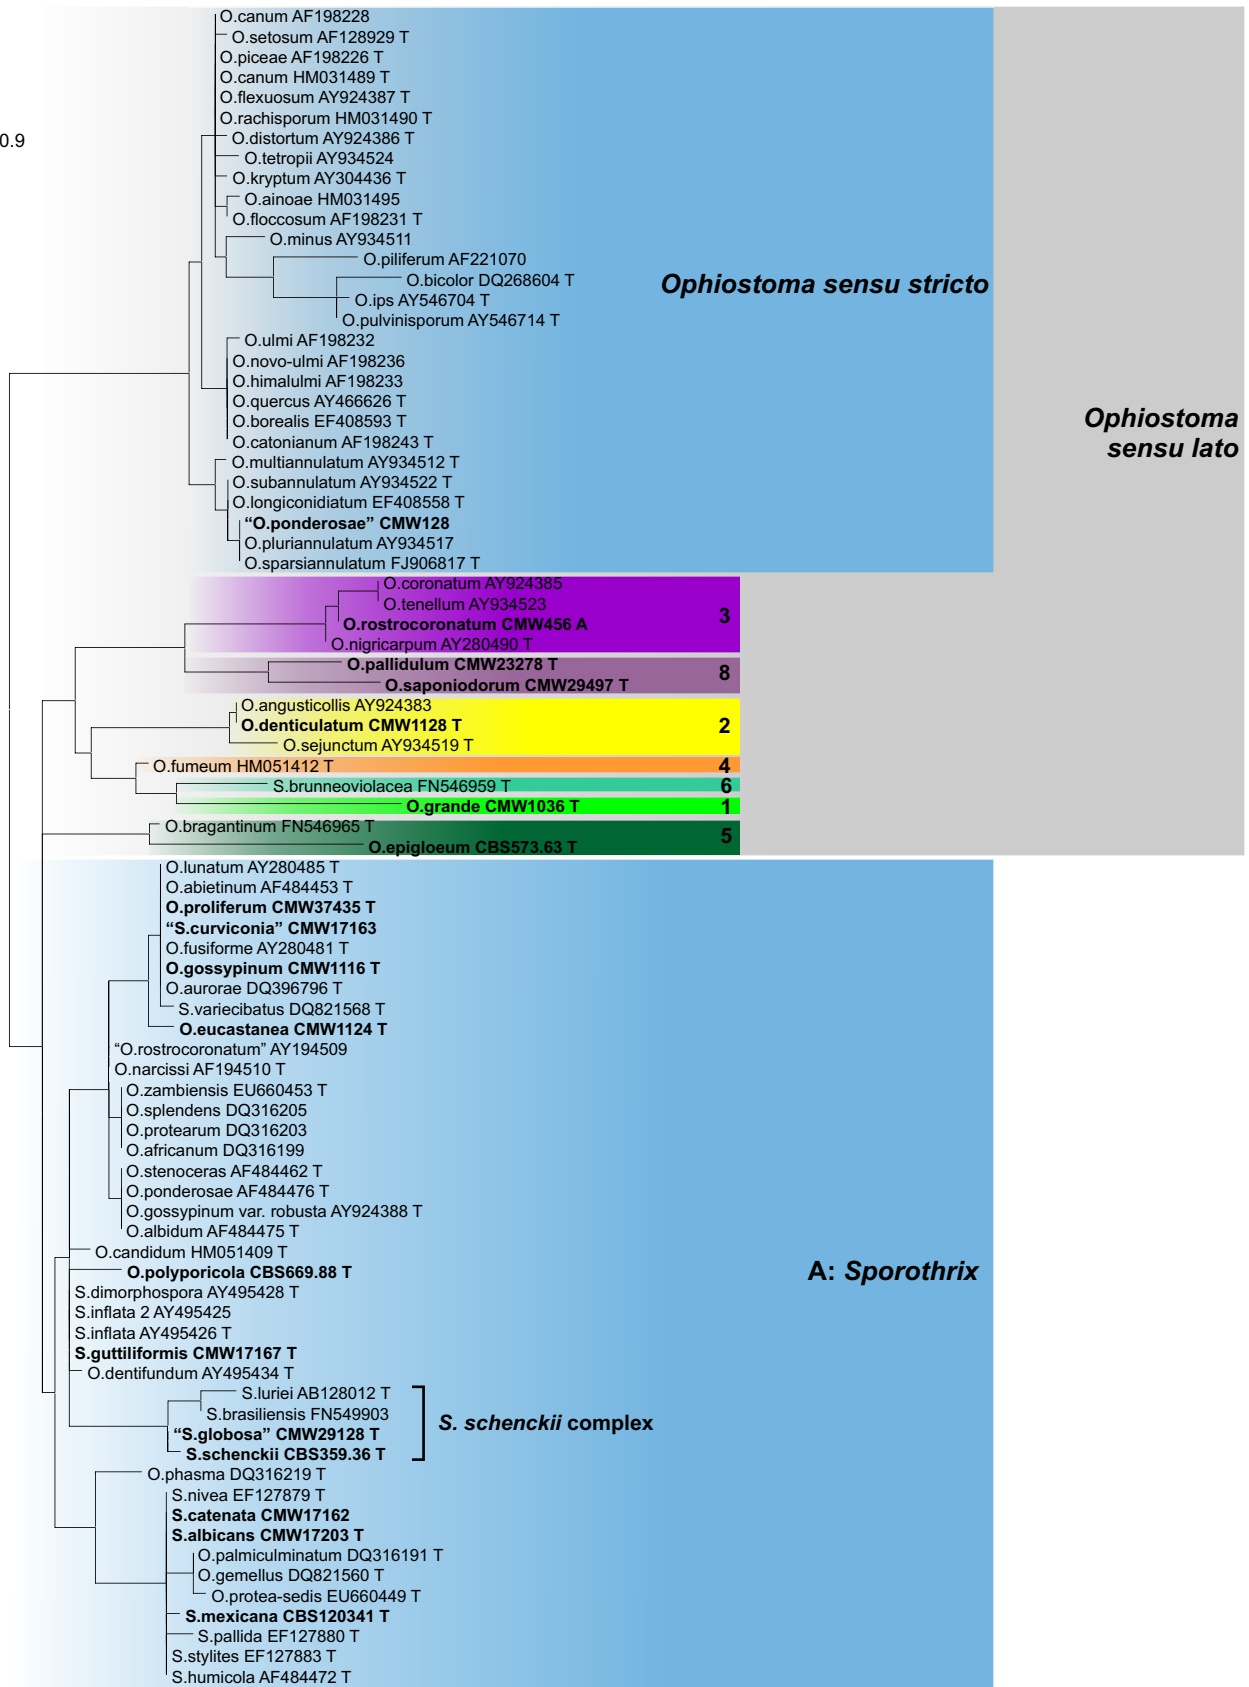 O.canum AF198228
O.setosum AF128929 T
O.piceae AF198226 T
O.canum HM031489 T
O.flexuosum AY924387 T
O.rachisporum HM031490 T
O.distortum AY924386 T
0.9
O.tetropii AY934524
O.kryptum AY304436 T
O.ainoae HM031495
O.floccosum AF198231 T
O.minus AY934511
O.piliferum AF221070
O.bicolor DQ268604 T
Ophiostoma sensu stricto
O.ips AY546704 T
O.pulvinisporum AY546714 T
O.ulmi AF198232
O.novo-ulmi AF198236
O.himalulmi AF198233
O.quercus AY466626 T
O.borealis EF408593 T
Ophiostoma
sensu lato
O.catonianum AF198243 T
O.multiannulatum AY934512 T
O.subannulatum AY934522 T
O.longiconidiatum EF408558 T
“O.ponderosae” CMW128
O.pluriannulatum AY934517
O.sparsiannulatum FJ906817 T
O.coronatum AY924385
O.tenellum AY934523
3
O.rostrocoronatum CMW456 A
O.nigricarpum AY280490 T
O.pallidulum CMW23278 T
8
O.saponiodorum CMW29497 T
O.angusticollis AY924383
O.denticulatum CMW1128 T
2
O.sejunctum AY934519 T
O.fumeum HM051412 T
4
S.brunneoviolacea FN546959 T
6
O.grande CMW1036 T
1
O.bragantinum FN546965 T
5
O.epigloeum CBS573.63 T
O.lunatum AY280485 T
O.abietinum AF484453 T
O.proliferum CMW37435 T
“S.curviconia” CMW17163
O.fusiforme AY280481 T
O.gossypinum CMW1116 T
O.aurorae DQ396796 T
S.variecibatus DQ821568 T
O.eucastanea CMW1124 T
“O.rostrocoronatum” AY194509
O.narcissi AF194510 T
O.zambiensis EU660453 T
O.splendens DQ316205
O.protearum DQ316203
O.africanum DQ316199
O.stenoceras AF484462 T
O.ponderosae AF484476 T
O.gossypinum var. robusta AY924388 T
O.albidum AF484475 T
O.candidum HM051409 T
O.polyporicola CBS669.88 T
A: Sporothrix
S.dimorphospora AY495428 T
S.inflata 2 AY495425
S.inflata AY495426 T
S.guttiliformis CMW17167 T
O.dentifundum AY495434 T
S.luriei AB128012 T
S.brasiliensis FN549903
S. schenckii complex
“S.globosa” CMW29128 T
S.schenckii CBS359.36 T
O.phasma DQ316219 T
S.nivea EF127879 T
S.catenata CMW17162
S.albicans CMW17203 T
O.palmiculminatum DQ316191 T
O.gemellus DQ821560 T
O.protea-sedis EU660449 T
S.mexicana CBS120341 T
S.pallida EF127880 T
S.stylites EF127883 T
S.humicola AF484472 T